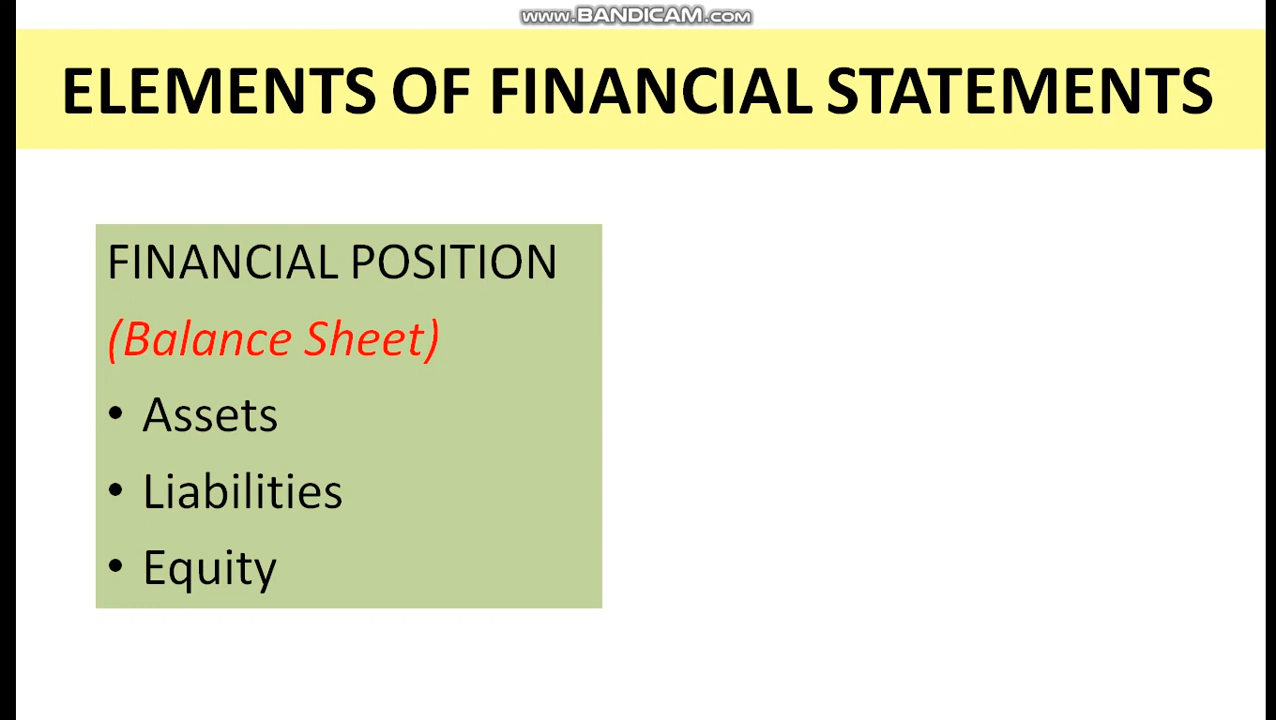 www.BANDICAM.com
ELEMENTS OF FINANCIAL STATEMENTS
FINANCIAL POSITION
(Balance Sheet)
• Assets
• Liabilities
• Equity